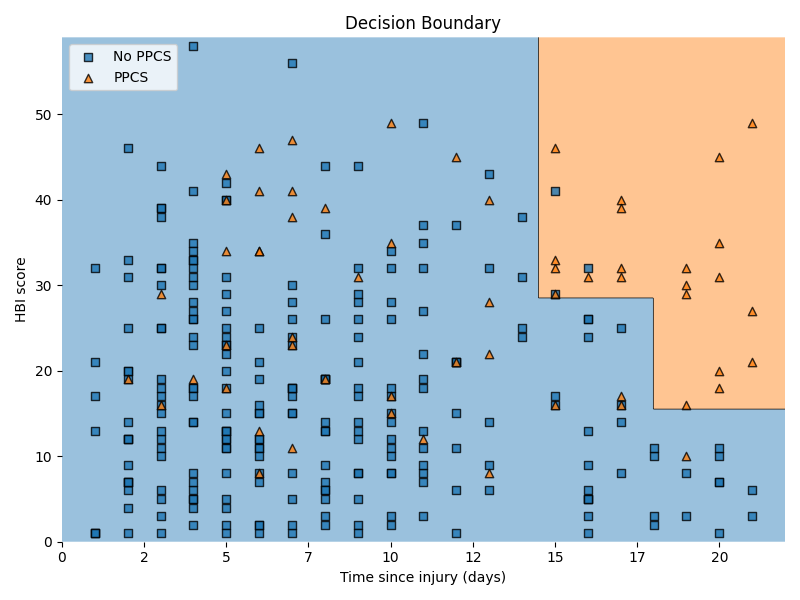 Decision Boundary
No PPCS
PPCS
HBI score
50
40
30
20
10
0
0 2 5 7 10 12 15 17 20
Time since injury (days)